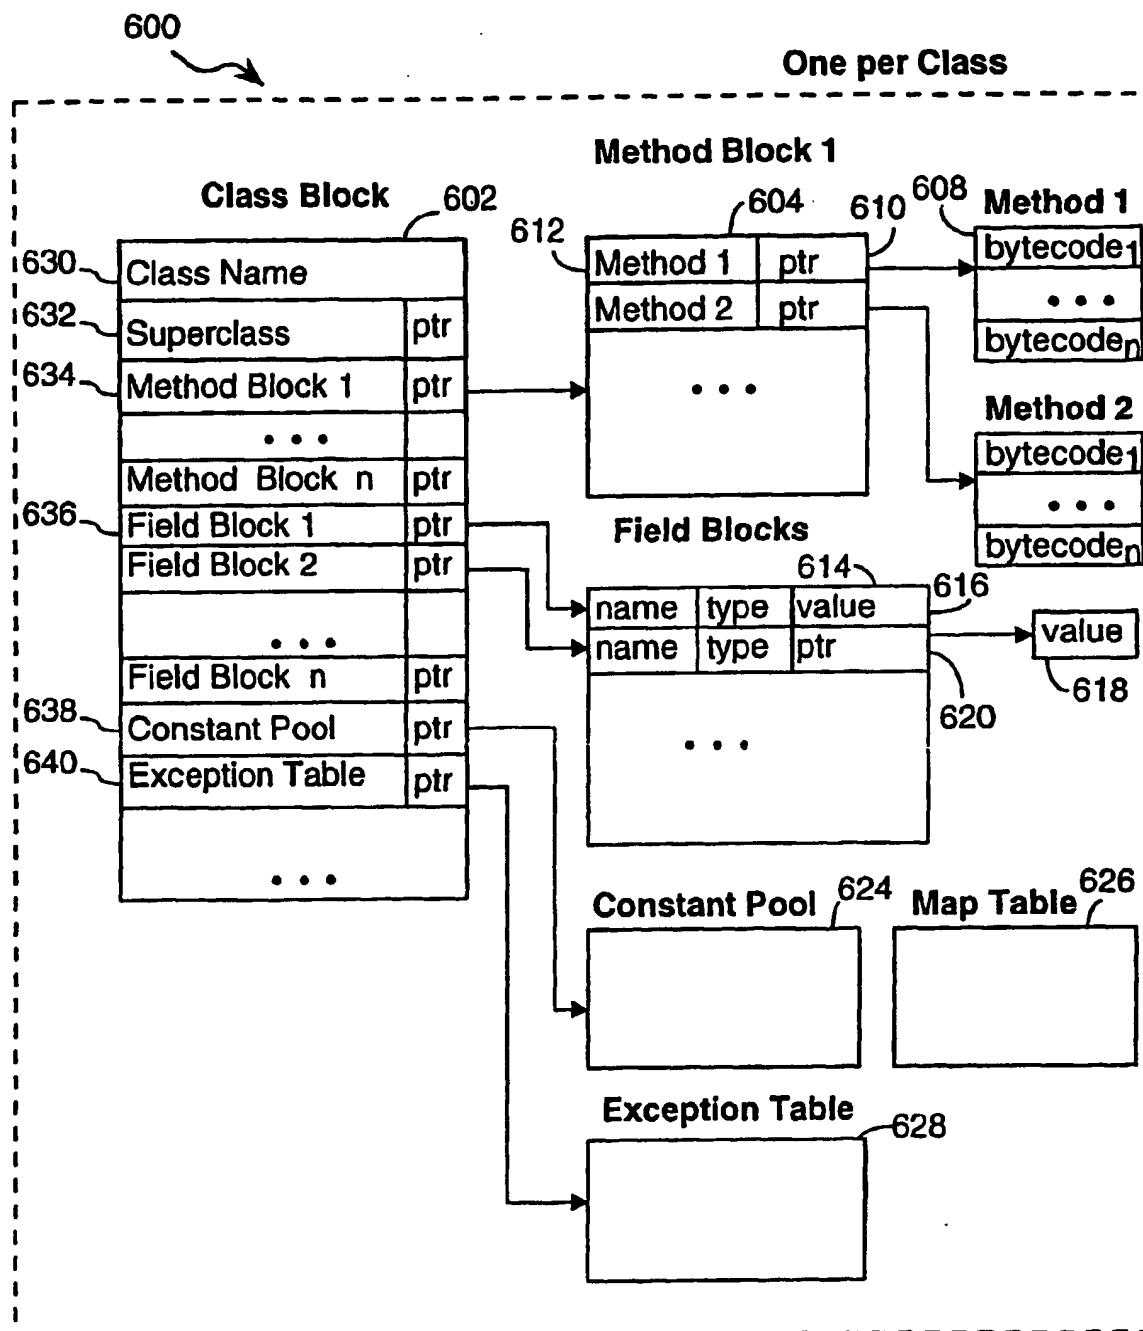 600
One per Class
Class Block
602
630
Class Name
632
Superclass ptr
634
Method Block 1 ptr
• • •
Method Block n ptr
636
Field Block 1 ptr
Field Block 2 ptr
• • •
Field Block n ptr
638
Constant Pool ptr
640
Exception Table ptr
• • •
Method Block 1
604
610
612
Method 1 ptr
Method 2 ptr
• • •
608
Method 1
bytecode1
• • •
bytecoden
Method 2
bytecode1
• • •
bytecoden
Field Blocks
614
616
name type value
name type ptr
620
• • •
value
618
Constant Pool
624
Map Table
626
Exception Table
628